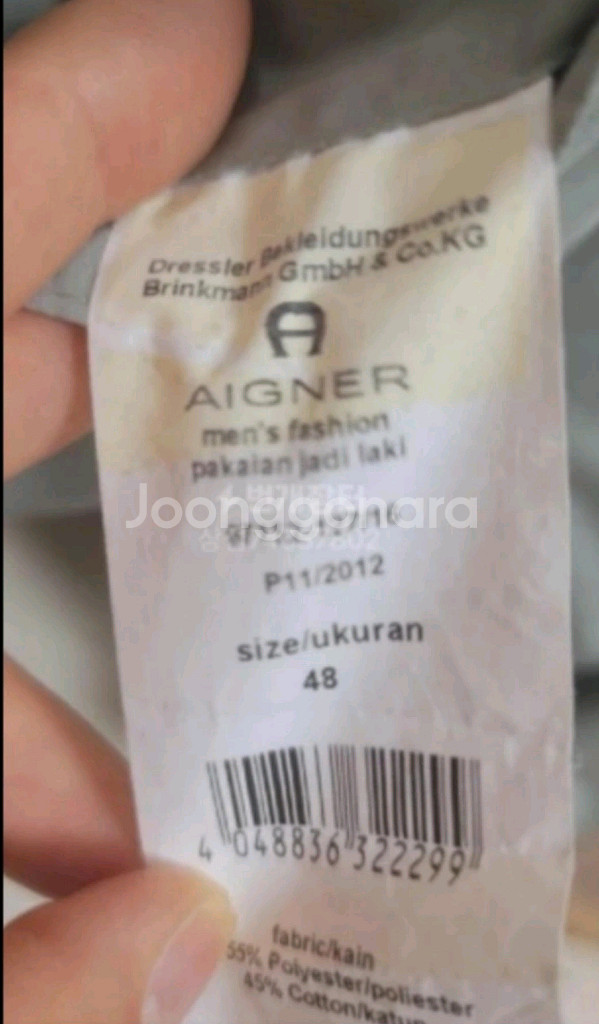 Dressler Bekleidungswerke
Brinkmann GmbH & Co.KG
AIGNER
men's fashion
pakaian jadi laki
Joonggonara
P11/2012
size/ukuran
48
4 048836 322299
fabric/kain
55% Polyester/poliester
45% Cotton/katun